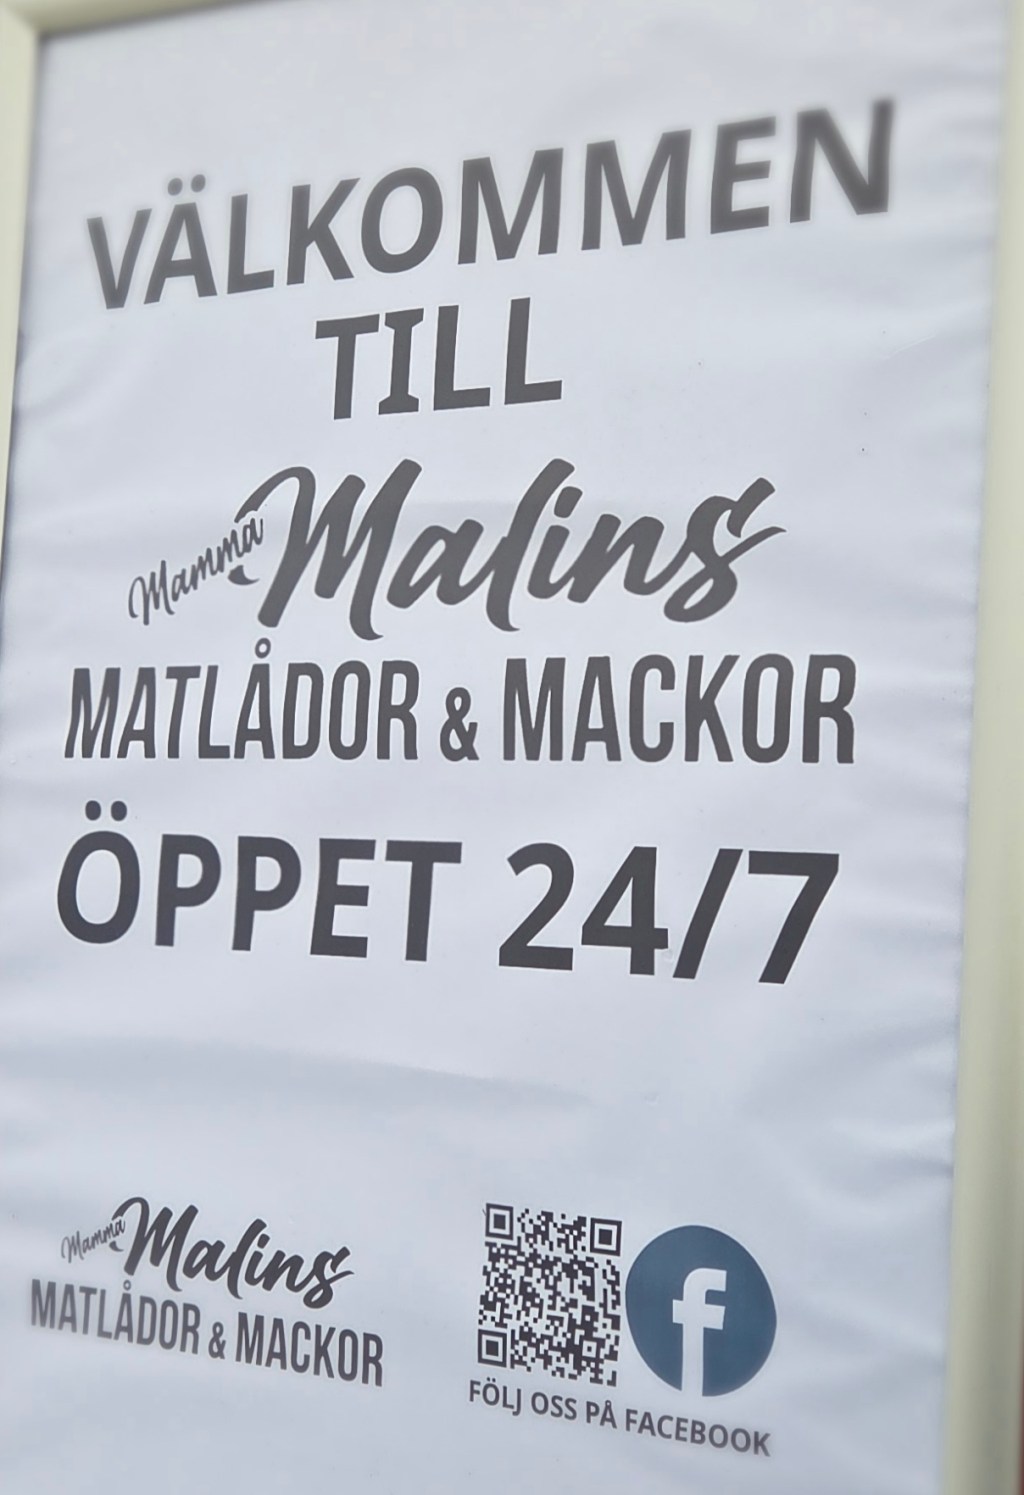 VÄLKOMMEN
TILL
Mamma Malins
MATLÅDOR & MACKOR
ÖPPET 24/7
Mamma Malins
MATLÅDOR & MACKOR
FÖLJ OSS PÅ FACEBOOK